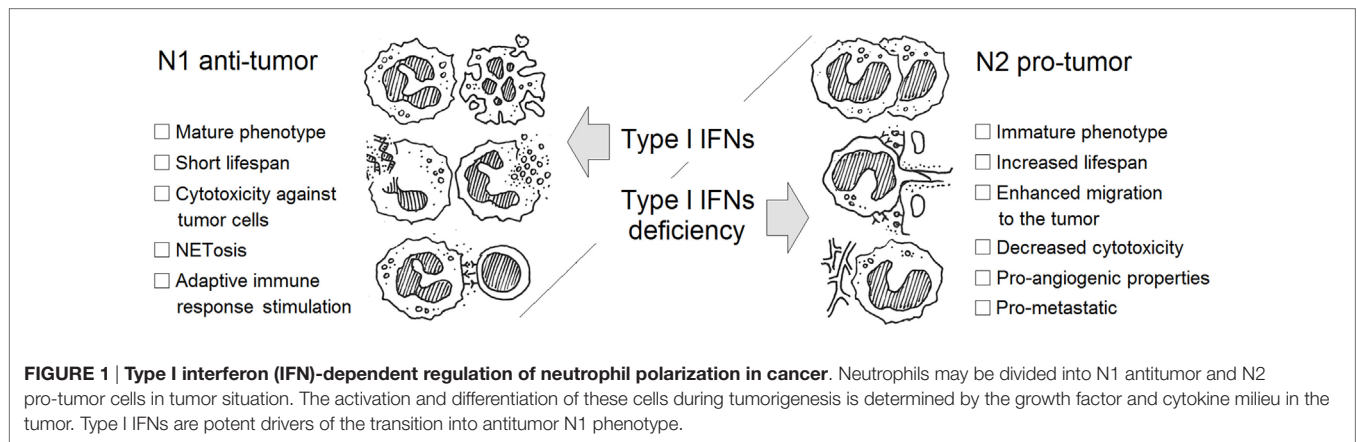 N1 anti-tumor
☐ Mature phenotype
☐ Short lifespan
☐ Cytotoxicity against
tumor cells
☐ NETosis
☐ Adaptive immune
response stimulation
Type I IFNs
Type I IFNs
deficiency
N2 pro-tumor
☐ Immature phenotype
☐ Increased lifespan
☐ Enhanced migration
to the tumor
☐ Decreased cytotoxicity
☐ Pro-angiogenic properties
☐ Pro-metastatic
FIGURE 1 | Type I interferon (IFN)-dependent regulation of neutrophil polarization in cancer. Neutrophils may be divided into N1 antitumor and N2
pro-tumor cells in tumor situation. The activation and differentiation of these cells during tumorigenesis is determined by the growth factor and cytokine milieu in the
tumor. Type I IFNs are potent drivers of the transition into antitumor N1 phenotype.